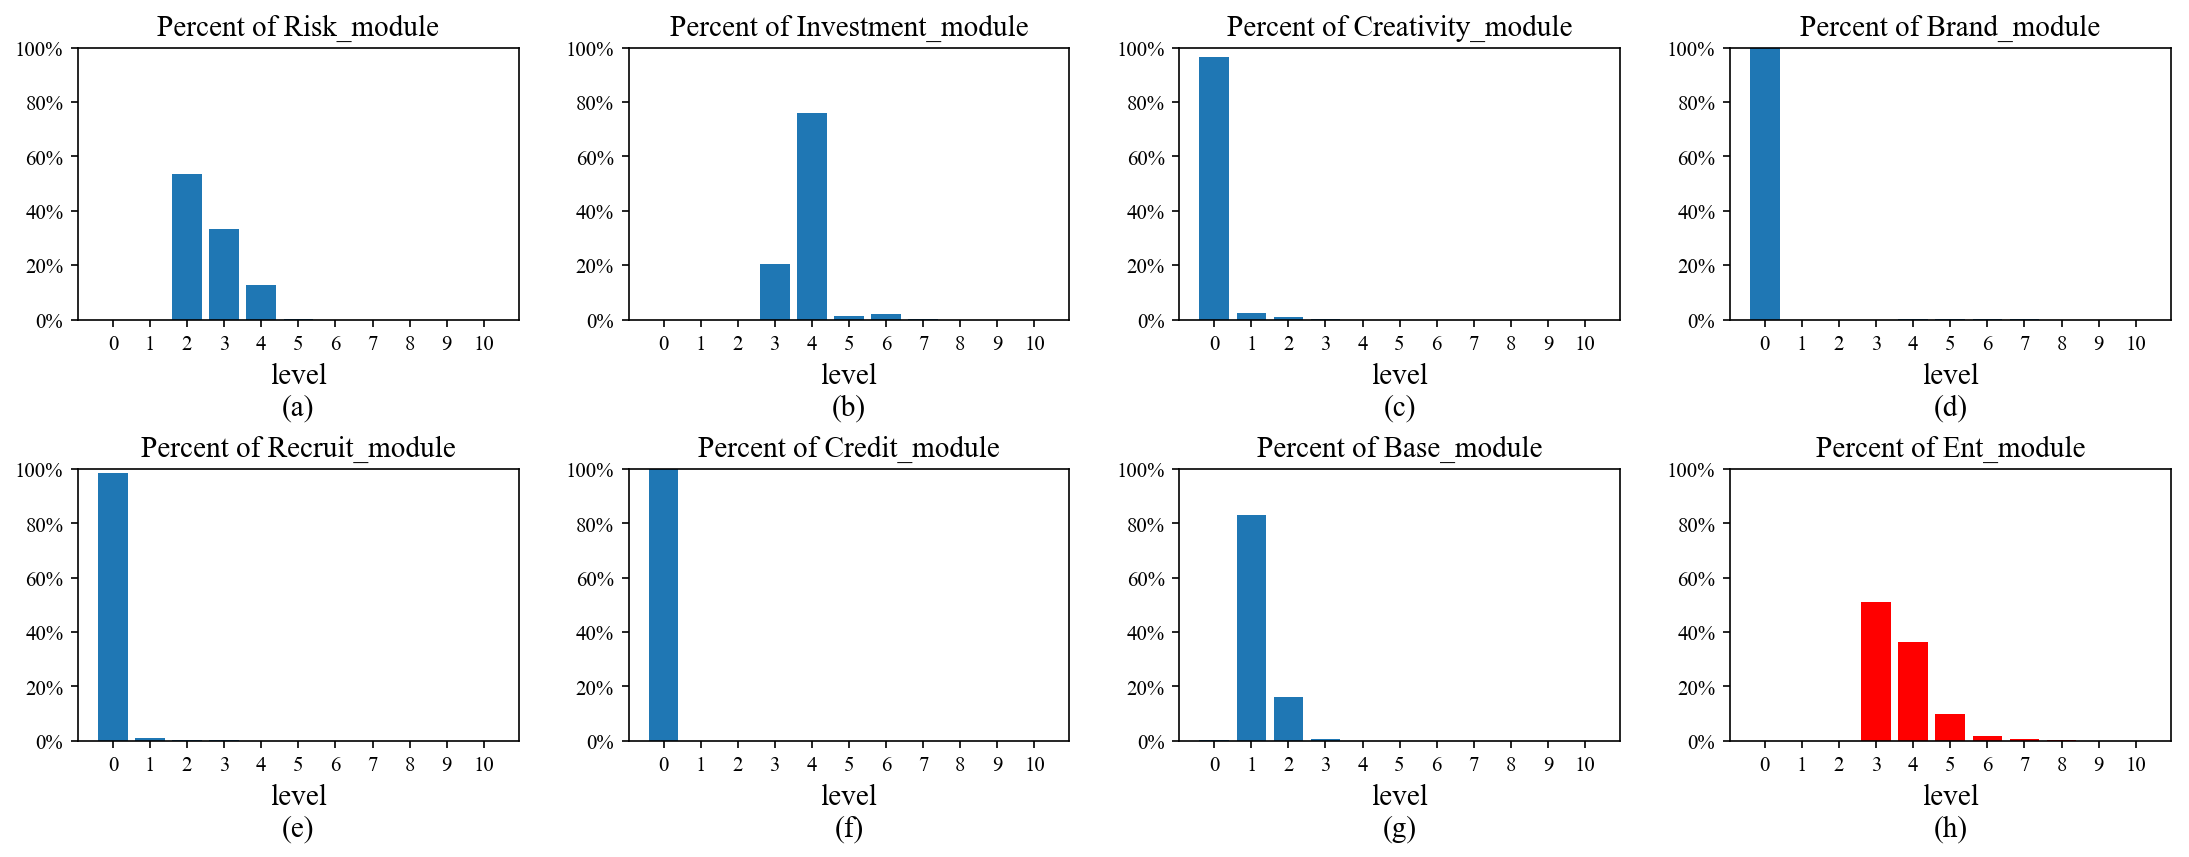 Percent of Risk_module
100%
80%
60%
40%
20%
0%
0 1 2 3 4 5 6 7 8 9 10
level
(a)
Percent of Investment_module
100%
80%
60%
40%
20%
0%
0 1 2 3 4 5 6 7 8 9 10
level
(b)
Percent of Creativity_module
100%
80%
60%
40%
20%
0%
0 1 2 3 4 5 6 7 8 9 10
level
(c)
Percent of Brand_module
100%
80%
60%
40%
20%
0%
0 1 2 3 4 5 6 7 8 9 10
level
(d)
Percent of Recruit_module
100%
80%
60%
40%
20%
0%
0 1 2 3 4 5 6 7 8 9 10
level
(e)
Percent of Credit_module
100%
80%
60%
40%
20%
0%
0 1 2 3 4 5 6 7 8 9 10
level
(f)
Percent of Base_module
100%
80%
60%
40%
20%
0%
0 1 2 3 4 5 6 7 8 9 10
level
(g)
Percent of Ent_module
100%
80%
60%
40%
20%
0%
0 1 2 3 4 5 6 7 8 9 10
level
(h)